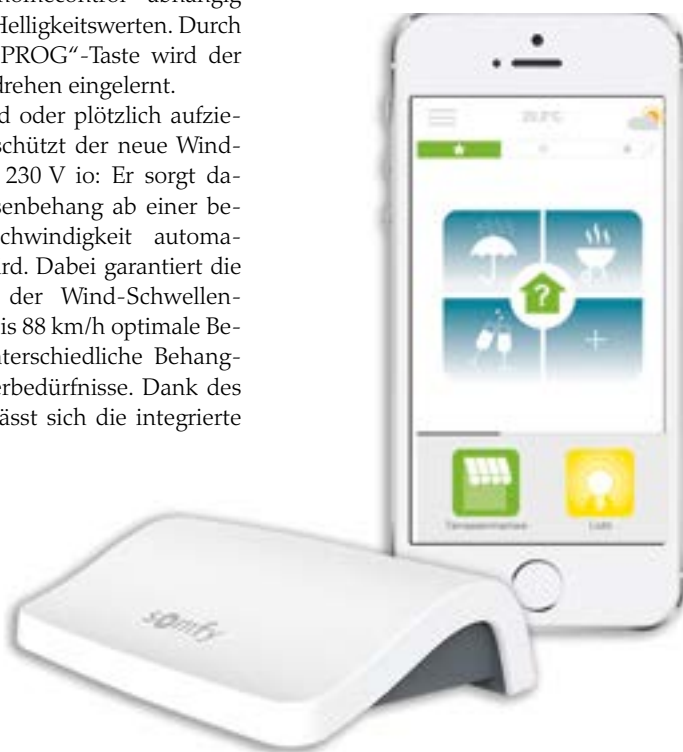 homecontrol abhängig
Helligkeitswerten. Durch
PROG“-Taste wird der
drehen eingelernt.
d oder plötzlich aufzie-
schützt der neue Wind-
230 V io: Er sorgt da-
senbehang ab einer be-
chwindigkeit automa-
rd. Dabei garantiert die
der Wind-Schwellen-
is 88 km/h optimale Be-
nterschiedliche Behang-
erbedürfnisse. Dank des
ässt sich die integrierte
?
+
Terrassenmarkise
Licht
somfy